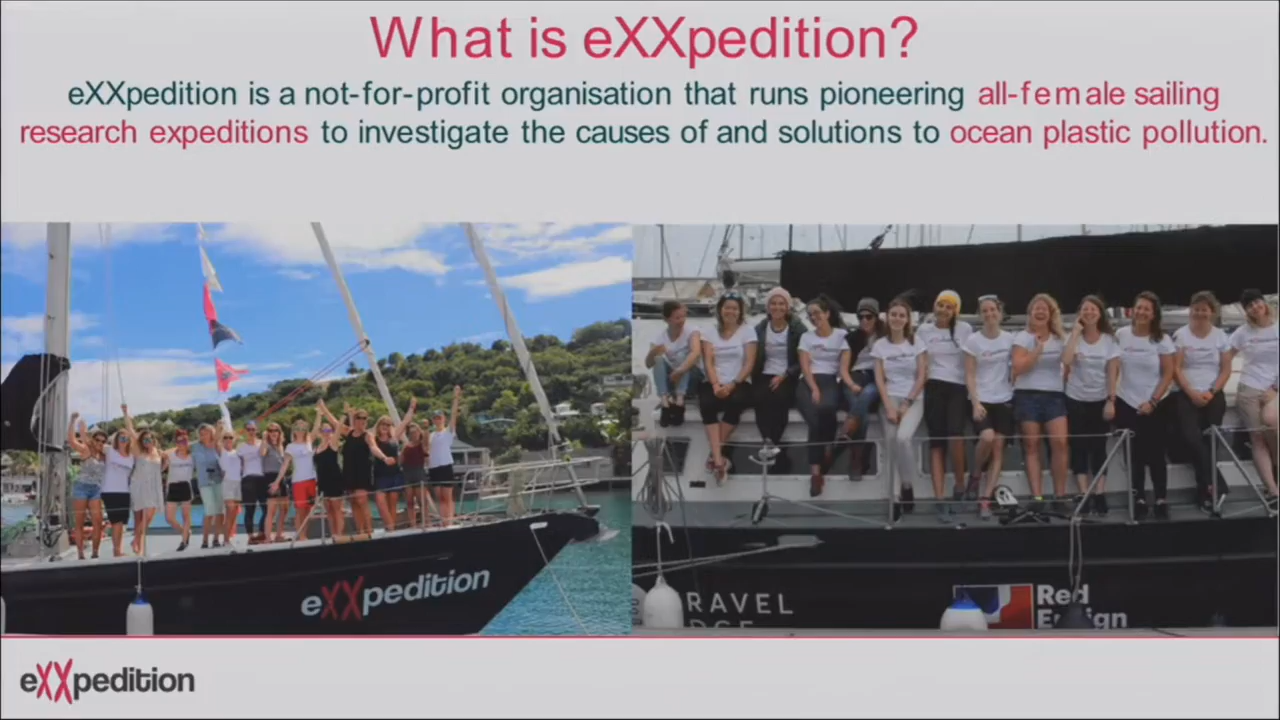 What is eXXpedition?
eXXpedition is a not-for-profit organisation that runs pioneering all-female sailing
research expeditions to investigate the causes of and solutions to ocean plastic pollution.
eXXpedition
RAVEL
Red
eXXpedition